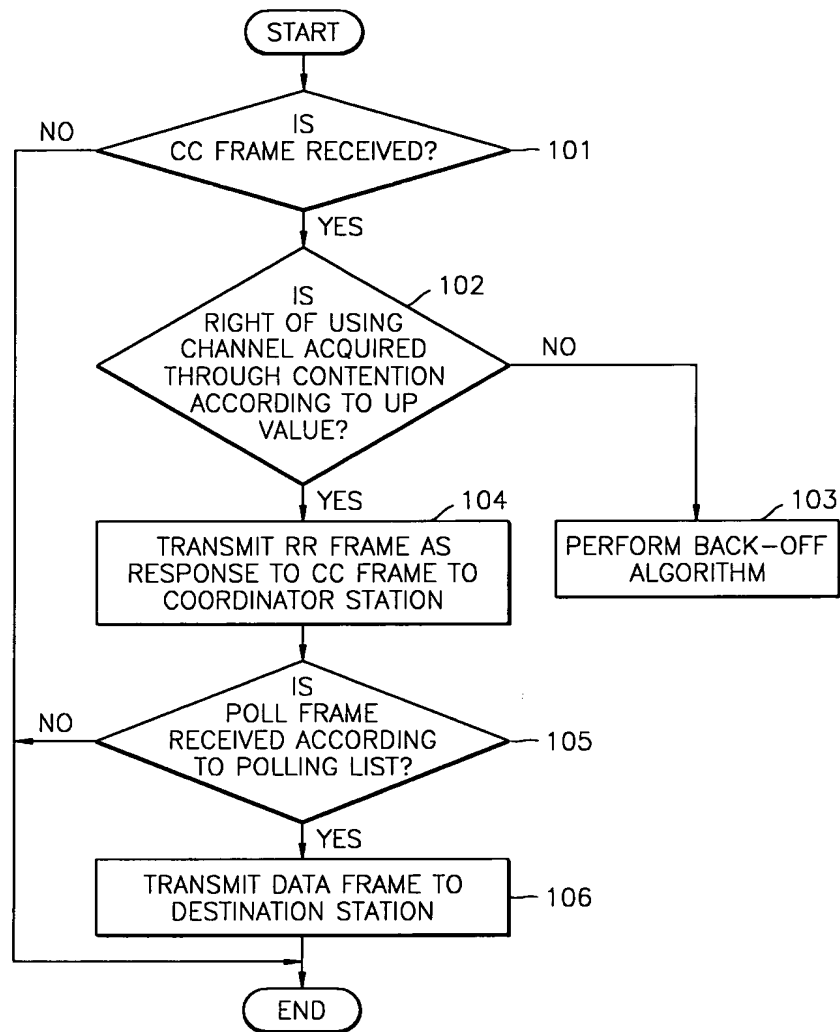 START
IS
CC FRAME RECEIVED?
NO
101
YES
102
IS
RIGHT OF USING
CHANNEL ACQUIRED
THROUGH CONTENTION
ACCORDING TO UP
VALUE?
NO
YES
104
TRANSMIT RR FRAME AS
RESPONSE TO CC FRAME TO
COORDINATOR STATION
103
PERFORM BACK-OFF
ALGORITHM
IS
POLL FRAME
RECEIVED ACCORDING
TO POLLING LIST?
NO
105
YES
TRANSMIT DATA FRAME TO
DESTINATION STATION
106
END